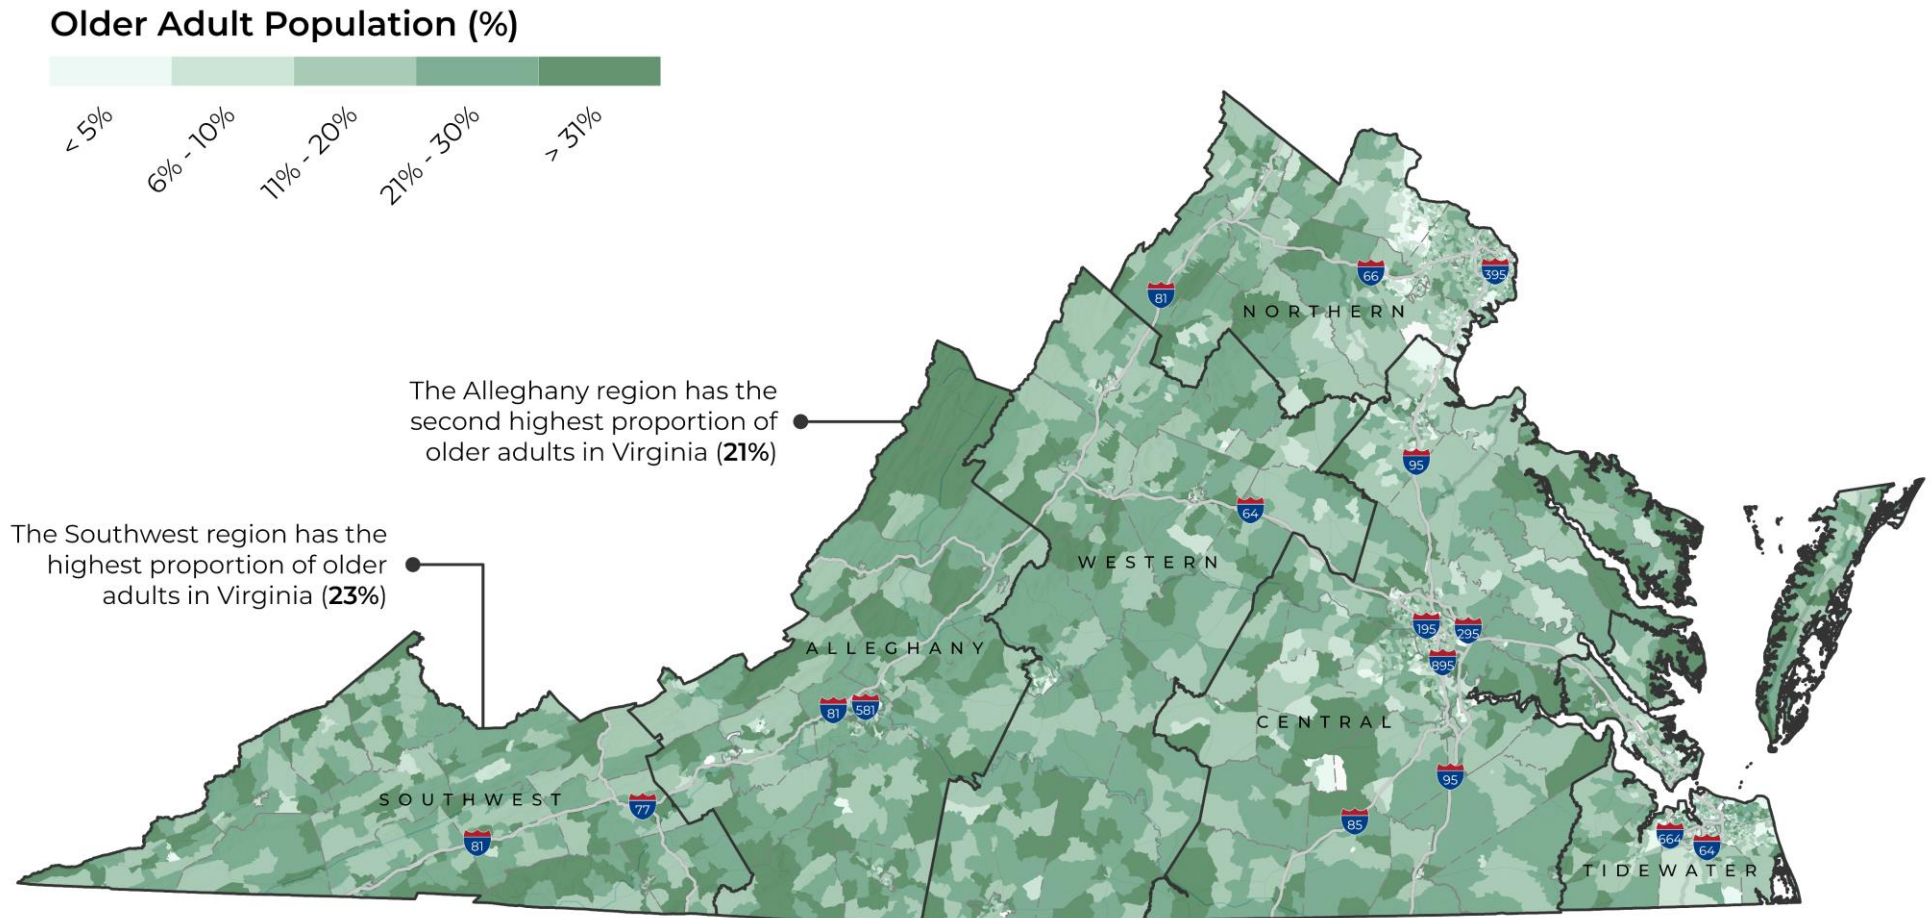 Older Adult Population (%)
< 5%
6% - 10%
11% - 20%
21% - 30%
> 31%
The Alleghany region has the
second highest proportion of
older adults in Virginia (21%)
The Southwest region has the
highest proportion of older
adults in Virginia (23%)
66
395
81
NORTHERN
95
64
WESTERN
195
295
ALLEGHANY
895
81
581
CENTRAL
95
SOUTHWEST
77
85
81
664
64
TIDEWATER